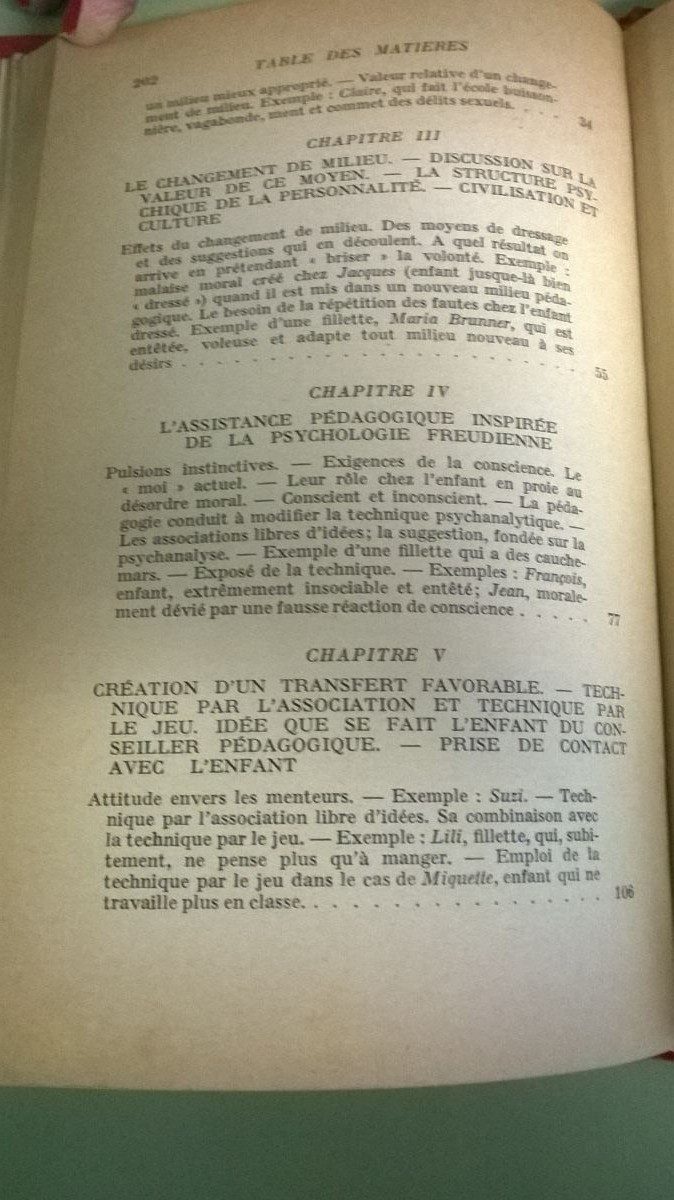 202
TABLE DES MATIERES
un milieu mieux approprié. — Valeur relative d'un change-
ment de milieu. Exemple : Claire, qui fait l'école buisson-
nière, vagabonde, ment et commet des délits sexuels. . . . 34
CHAPITRE III
LE CHANGEMENT DE MILIEU. — DISCUSSION SUR LA
VALEUR DE CE MOYEN. — LA STRUCTURE PSY-
CHIQUE DE LA PERSONNALITÉ. — CIVILISATION ET
CULTURE
Effets du changement de milieu. Des moyens de dressage
et des suggestions qui en découlent. A quel résultat on
arrive en prétendant « briser » la volonté. Exemple :
malaise moral créé chez Jacques (enfant jusque-là bien
« dressé ») quand il est mis dans un nouveau milieu péda-
gogique. Le besoin de la répétition des fautes chez l'enfant
dressé. Exemple d'une fillette, Maria Brunner, qui est
entêtée, voleuse et adapte tout milieu nouveau à ses
désirs . . . . . . . . . . . . . . . . . . . . 55
CHAPITRE IV
L'ASSISTANCE PÉDAGOGIQUE INSPIRÉE
DE LA PSYCHOLOGIE FREUDIENNE
Pulsions instinctives. — Exigences de la conscience. Le
« moi » actuel. — Leur rôle chez l'enfant en proie au
désordre moral. — Conscient et inconscient. — La péda-
gogie conduit à modifier la technique psychanalytique. —
Les associations libres d'idées; la suggestion, fondée sur la
psychanalyse. — Exemple d'une fillette qui a des cauche-
mars. — Exposé de la technique. — Exemples : François,
enfant, extrêmement insociable et entêté; Jean, morale-
ment dévié par une fausse réaction de conscience . . . . . 77
CHAPITRE V
CRÉATION D'UN TRANSFERT FAVORABLE. — TECH-
NIQUE PAR L'ASSOCIATION ET TECHNIQUE PAR
LE JEU. IDÉE QUE SE FAIT L'ENFANT DU CON-
SEILLER PÉDAGOGIQUE. — PRISE DE CONTACT
AVEC L'ENFANT
Attitude envers les menteurs. — Exemple : Suzi. — Tech-
nique par l'association libre d'idées. Sa combinaison avec
la technique par le jeu. — Exemple : Lili, fillette, qui, subi-
tement, ne pense plus qu'à manger. — Emploi de la
technique par le jeu dans le cas de Miquette, enfant qui ne
travaille plus en classe. . . . . . . . . . . . . . . . 106